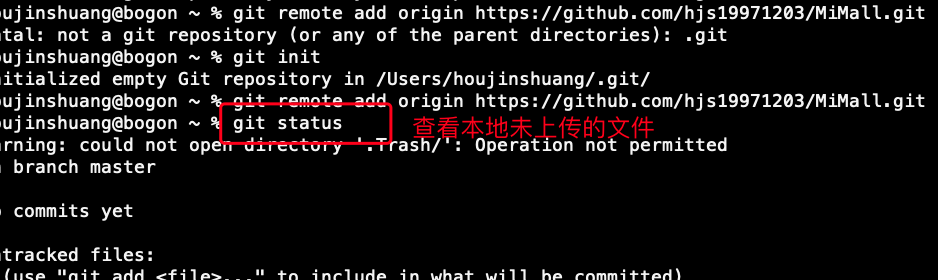 oujinshuang@bogon ~ % git remote add origin https://github.com/hjs19971203/MiMall.git
atal: not a git repository (or any of the parent directories): .git
oujinshuang@bogon ~ % git init
nitialized empty Git repository in /Users/houjinshuang/.git/
oujinshuang@bogon ~ % git remote add origin https://github.com/hjs19971203/MiMall.git
oujinshuang@bogon ~ % git status 查看本地未上传的文件
arning: could not open directory '.Trash/': Operation not permitted
branch master
commits yet
ntracked files:
(use "git add <file>..." to include in what will be committed)